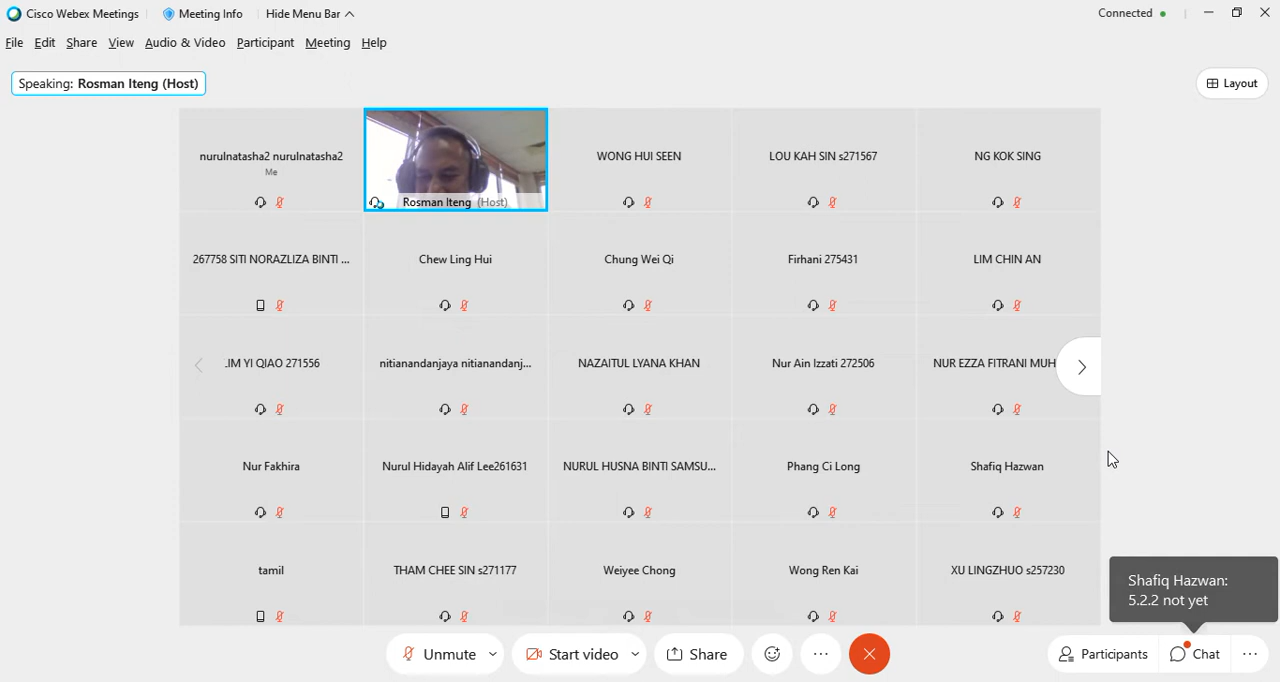 Cisco Webex Meetings
Meeting Info
Hide Menu Bar
Connected
File Edit Share View Audio & Video Participant Meeting Help
Speaking: Rosman Iteng (Host)
Layout
nurulnatasha2 nurulnatasha2
Me
Rosman Iteng (Host)
WONG HUI SEEN
LOU KAH SIN s271567
NG KOK SING
267758 SITI NORAZLIZA BINTI ...
Chew Ling Hui
Chung Wei Qi
Firhani 275431
LIM CHIN AN
.IM YI QIAO 271556
nitianandanjaya nitianandanj...
NAZAITUL LYANA KHAN
Nur Ain Izzati 272506
NUR EZZA FITRANI MUH
Nur Fakhira
Nurul Hidayah Alif Lee261631
NURUL HUSNA BINTI SAMSU...
Phang Ci Long
Shafiq Hazwan
tamil
THAM CHEE SIN s271177
Weiyee Chong
Wong Ren Kai
XU LINGZHUO s257230
Shafiq Hazwan:
5.2.2 not yet
Unmute
Start video
Share
Participants
Chat